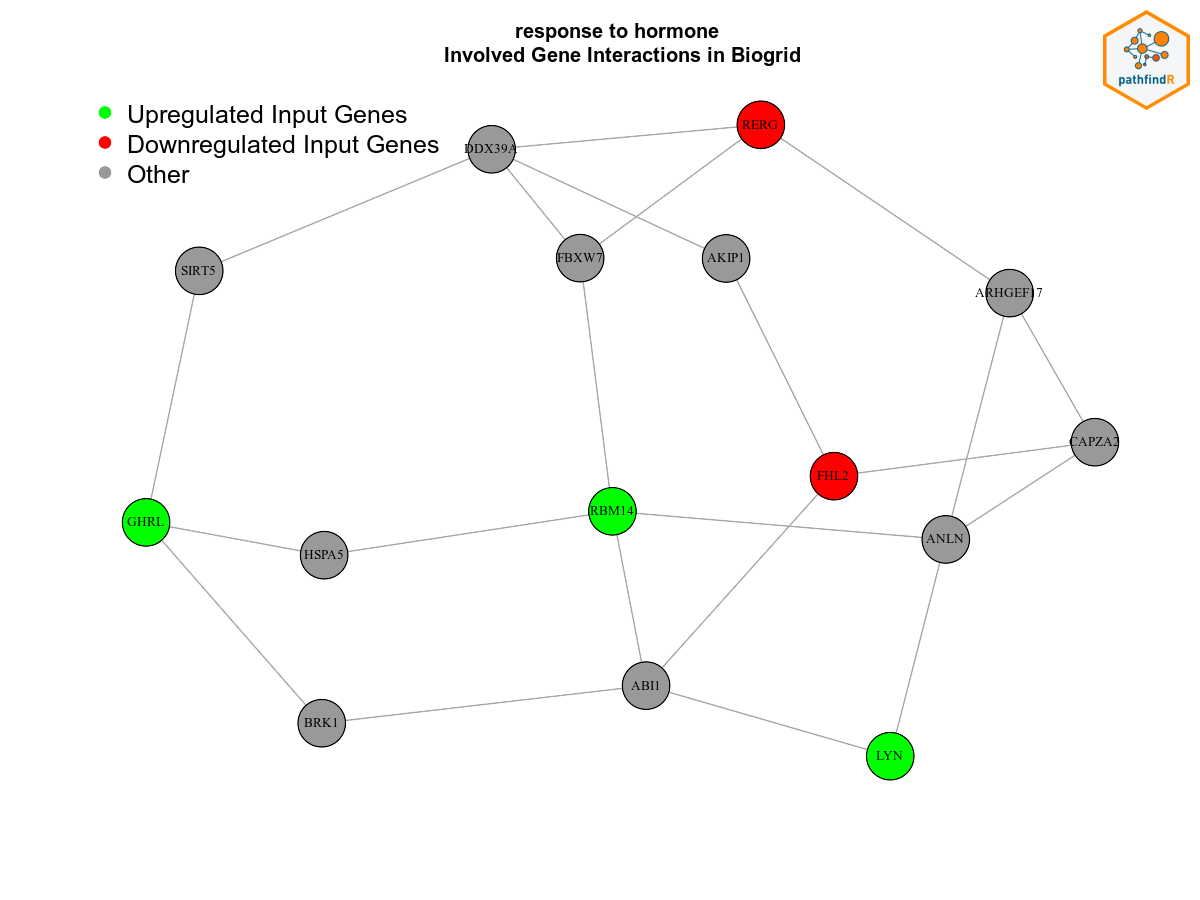 response to hormone
Involved Gene Interactions in Biogrid
pathfindR
Upregulated Input Genes
Downregulated Input Genes
Other
RERG
DDX39A
FBXW7
AKIP1
SIRT5
ARHGEF17
CAPZA2
FHL2
RBM14
GHRL
ANLN
HSPA5
ABI1
BRK1
LYN